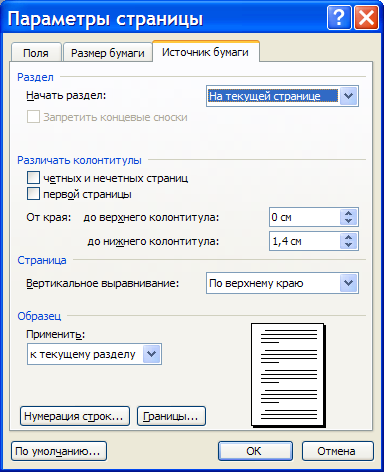 Параметры страницы
Поля Размер бумаги Источник бумаги
Раздел
Начать раздел: На текущей странице
Запретить концевые сноски
Различать колонтитулы
четных и нечетных страниц
первой страницы
От края: до верхнего колонтитула: 0 см
до нижнего колонтитула: 1,4 см
Страница
Вертикальное выравнивание: По верхнему краю
Образец
Применить:
к текущему разделу
Нумерация строк... Границы...
По умолчанию... ОК Отмена